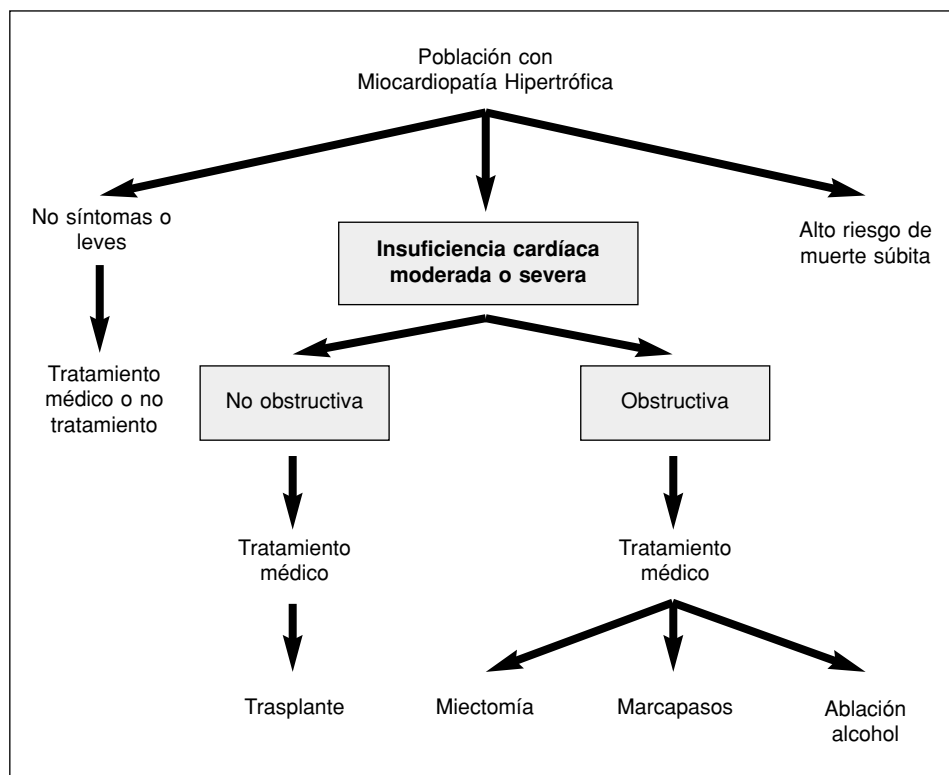 Población con
Miocardiopatía Hipertrófica
No síntomas o
leves
Insuficiencia cardíaca
moderada o severa
Alto riesgo de
muerte súbita
Tratamiento
médico o no
tratamiento
No obstructiva
Obstructiva
Tratamiento
médico
Tratamiento
médico
Trasplante
Miectomía
Marcapasos
Ablación
alcohol